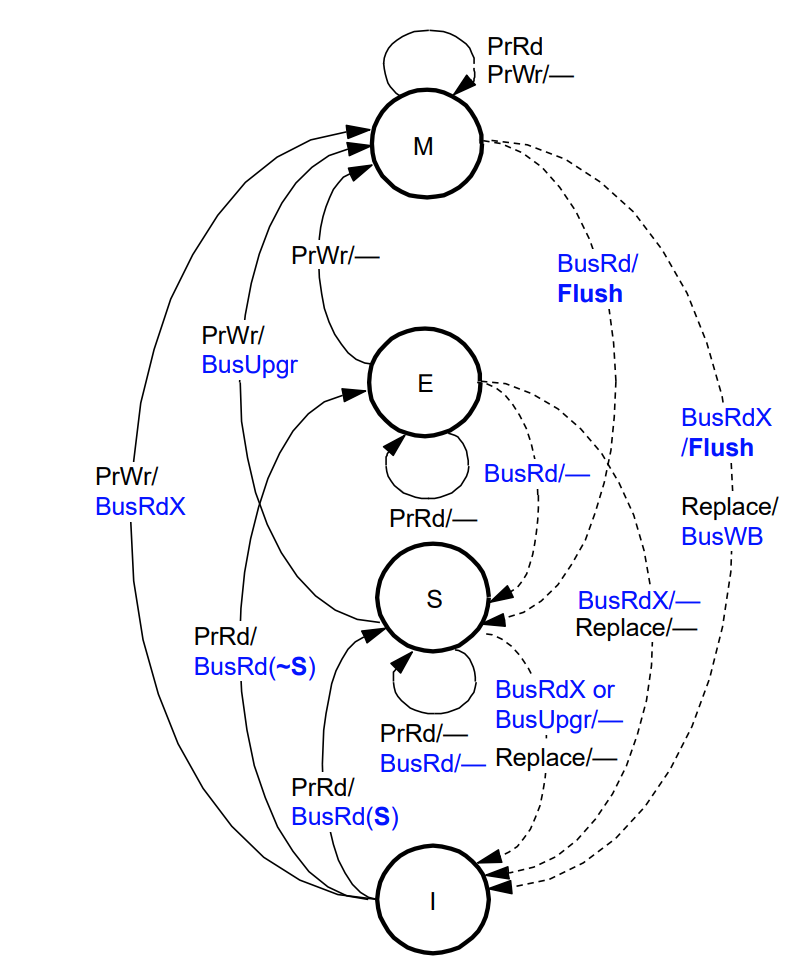 PrRd
PrWr/—
M
PrWr/—
BusRd/
Flush
PrWr/
BusUpgr
E
BusRdX
/Flush
PrWr/
BusRdX
BusRd/—
PrRd/—
Replace/
BusWB
S
BusRdX/—
Replace/—
PrRd/
BusRd(~S)
BusRdX or
BusUpgr/—
PrRd/—
BusRd/—
Replace/—
PrRd/
BusRd(S)
I